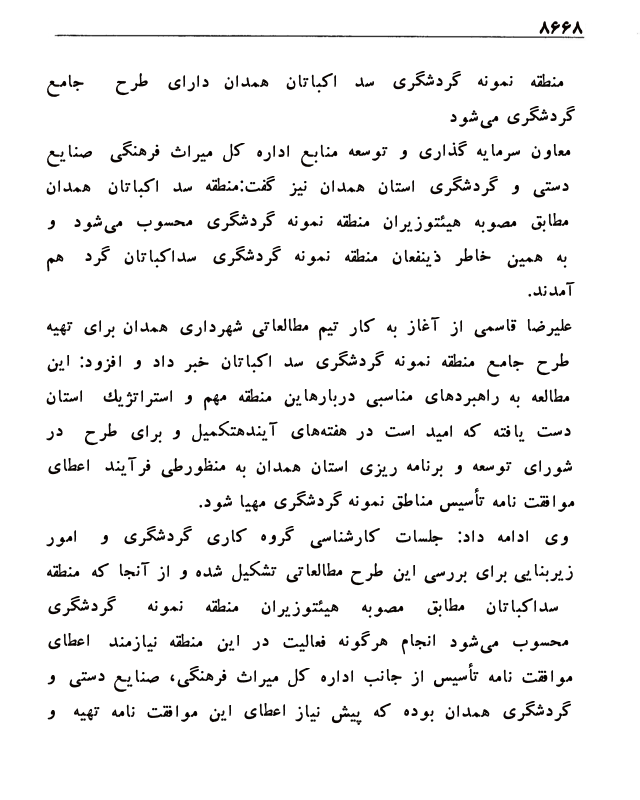 ۸۶۶۸
منطقه نمونه گردشگری سد اکباتان همدان دارای طرح جامع
گردشگری می‌شود
معاون سرمایه گذاری و توسعه منابع اداره کل میراث فرهنگی صنایع
دستی و گردشگری استان همدان نیز گفت:منطقه سد اکباتان همدان
مطابق مصوبه هیئتوزیران منطقه نمونه گردشگری محسوب می‌شود و
به همین خاطر ذینفعان منطقه نمونه گردشگری سداکباتان گرد هم
آمدند.
علیرضا قاسمی از آغاز به کار تیم مطالعاتی شهرداری همدان برای تهیه
طرح جامع منطقه نمونه گردشگری سد اکباتان خبر داد و افزود: این
مطالعه به راهبردهای مناسبی دربارهاین منطقه مهم و استراتژیك استان
دست یافته که امید است در هفته‌های آیندهتکمیل و برای طرح در
شورای توسعه و برنامه ریزی استان همدان به منظورطی فرآیند اعطای
موافقت نامه تأسیس مناطق نمونه گردشگری مهیا شود.
وی ادامه داد: جلسات کارشناسی گروه کاری گردشگری و امور
زیربنایی برای بررسی این طرح مطالعاتی تشکیل شده و از آنجا که منطقه
سداکباتان مطابق مصوبه هیئتوزیران منطقه نمونه گردشگری
محسوب می‌شود انجام هرگونه فعالیت در این منطقه نیازمند اعطای
موافقت نامه تأسیس از جانب اداره کل میراث فرهنگی، صنایع دستی و
گردشگری همدان بوده که پیش نیاز اعطای این موافقت نامه تهیه و